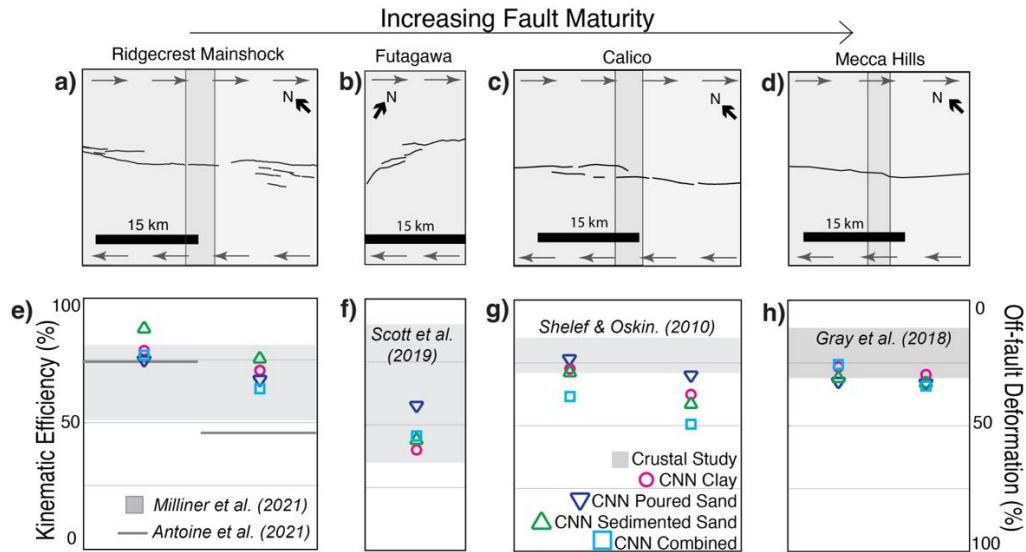 Increasing Fault Maturity
Ridgecrest Mainshock
Futagawa
Calico
Mecca Hills
a)
N
15 km
b)
N
15 km
c)
N
15 km
d)
N
15 km
e)
100
50
0
Kinematic Efficiency (%)
Milliner et al. (2021)
Antoine et al. (2021)
f)
Scott et al.
(2019)
g)
Shelef & Oskin. (2010)
Crustal Study
CNN Clay
CNN Poured Sand
CNN Sedimented Sand
CNN Combined
h)
Gray et al. (2018)
0
50
100
Off-fault Deformation (%)